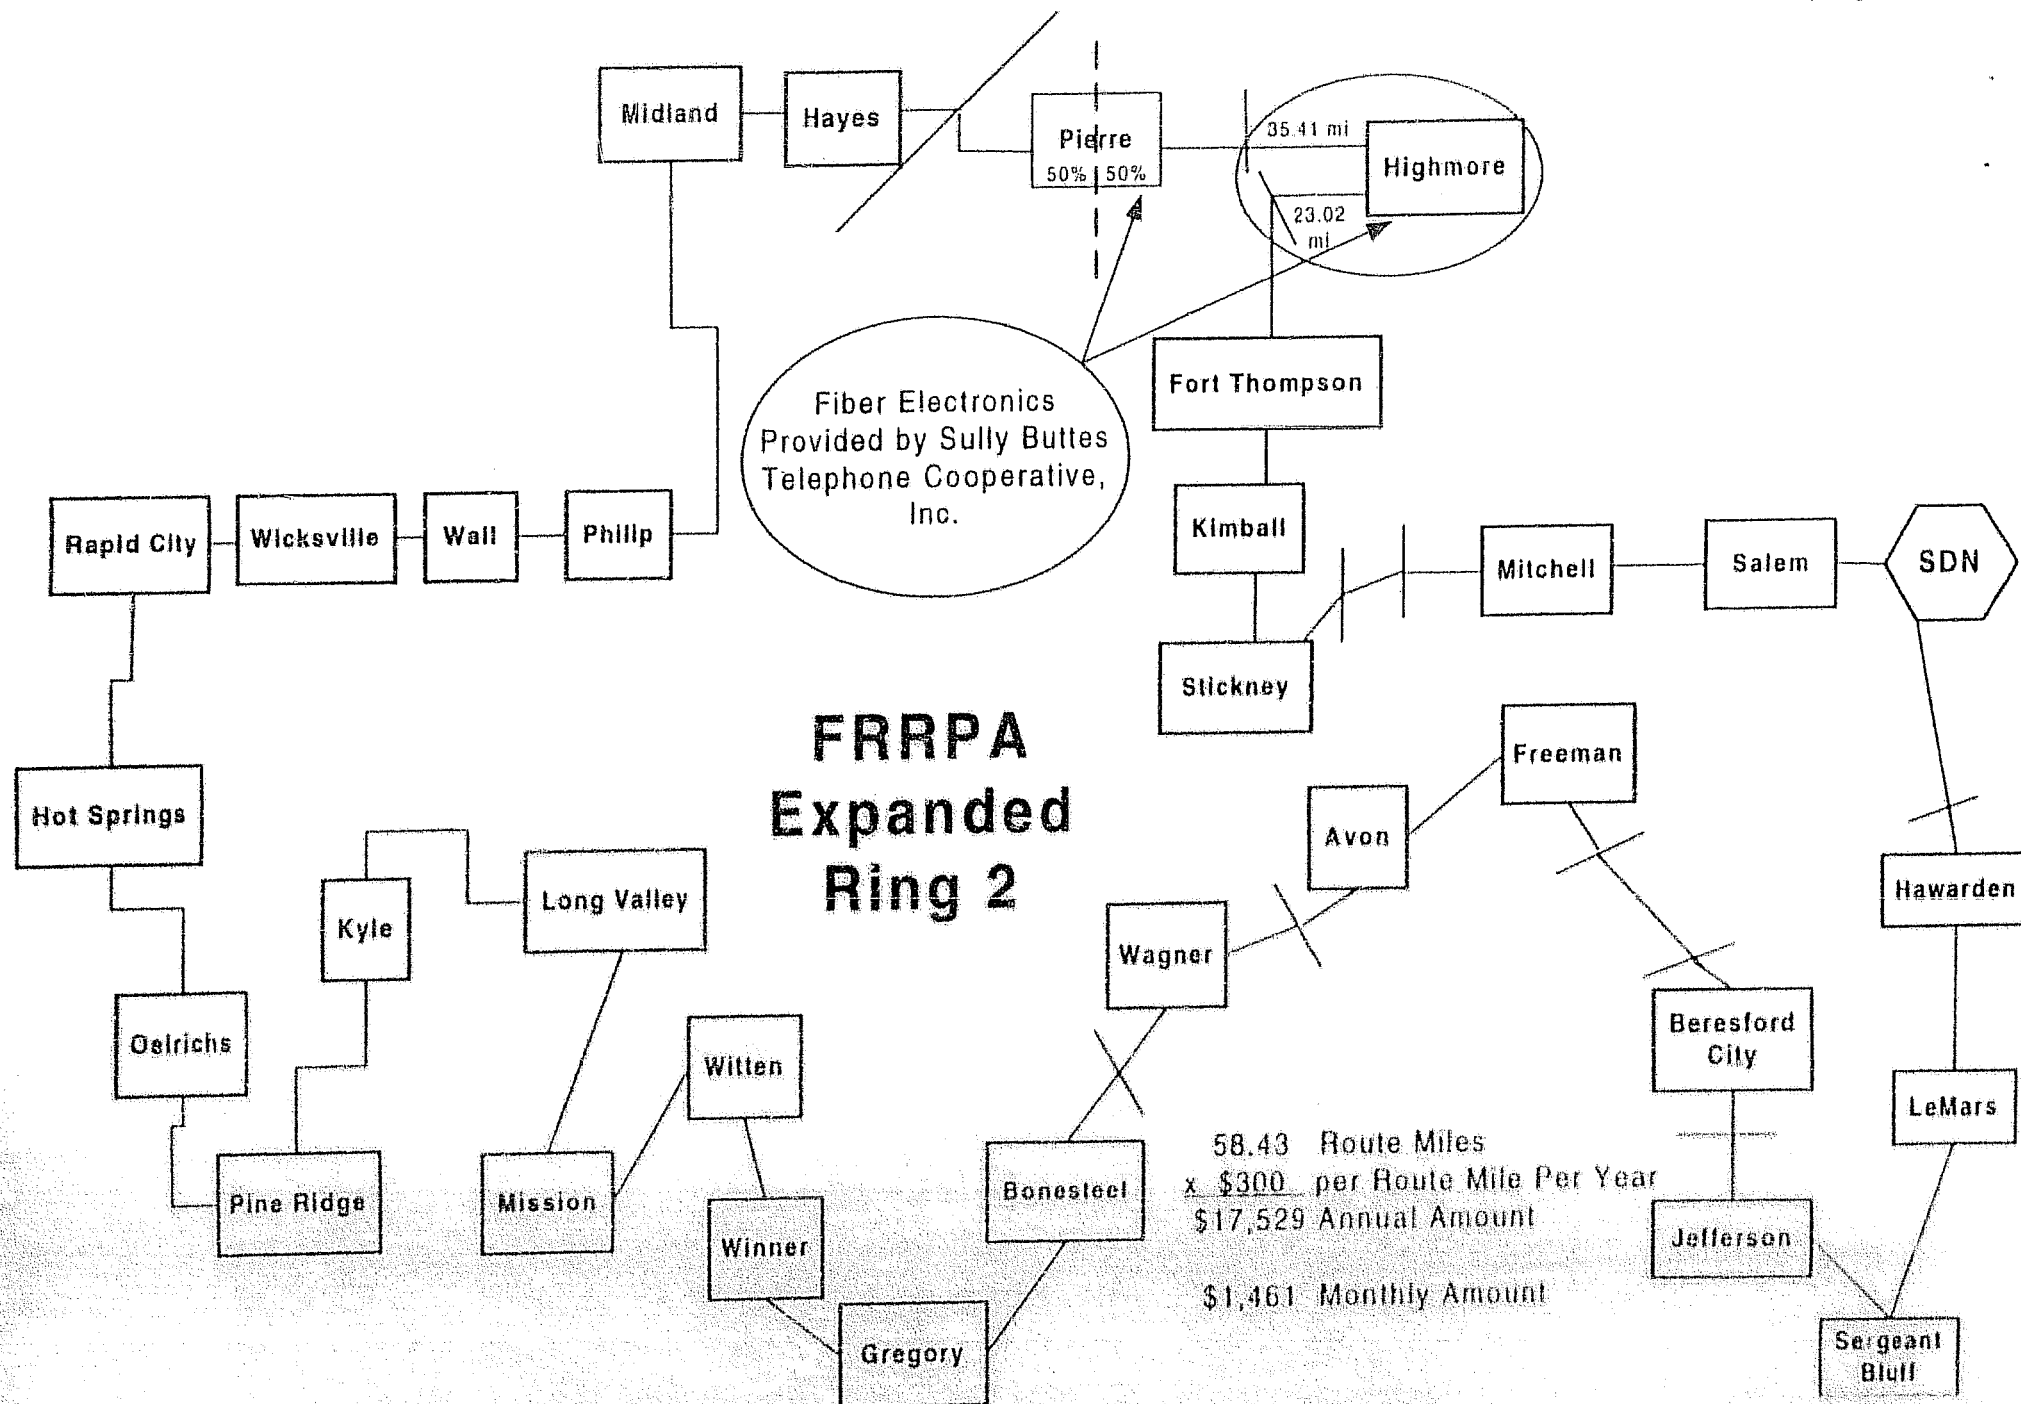 Midland
Hayes
Pierre
50% 50%
35.41 mi
Highmore
23.02
mi
Fiber Electronics
Provided by Sully Buttes
Telephone Cooperative,
Inc.
Fort Thompson
Kimball
Rapid City
Wicksville
Wall
Philip
Mitchell
Salem
SDN
Stickney
FRRPA
Expanded
Ring 2
Freeman
Avon
Hot Springs
Kyle
Long Valley
Wagner
Hawarden
Oelrichs
Witten
Beresford
City
LeMars
Pine Ridge
Mission
Winner
Bonesteel
58.43 Route Miles
x $300 per Route Mile Per Year
$17,529 Annual Amount
$1,461 Monthly Amount
Jefferson
Gregory
Sergeant
Bluff